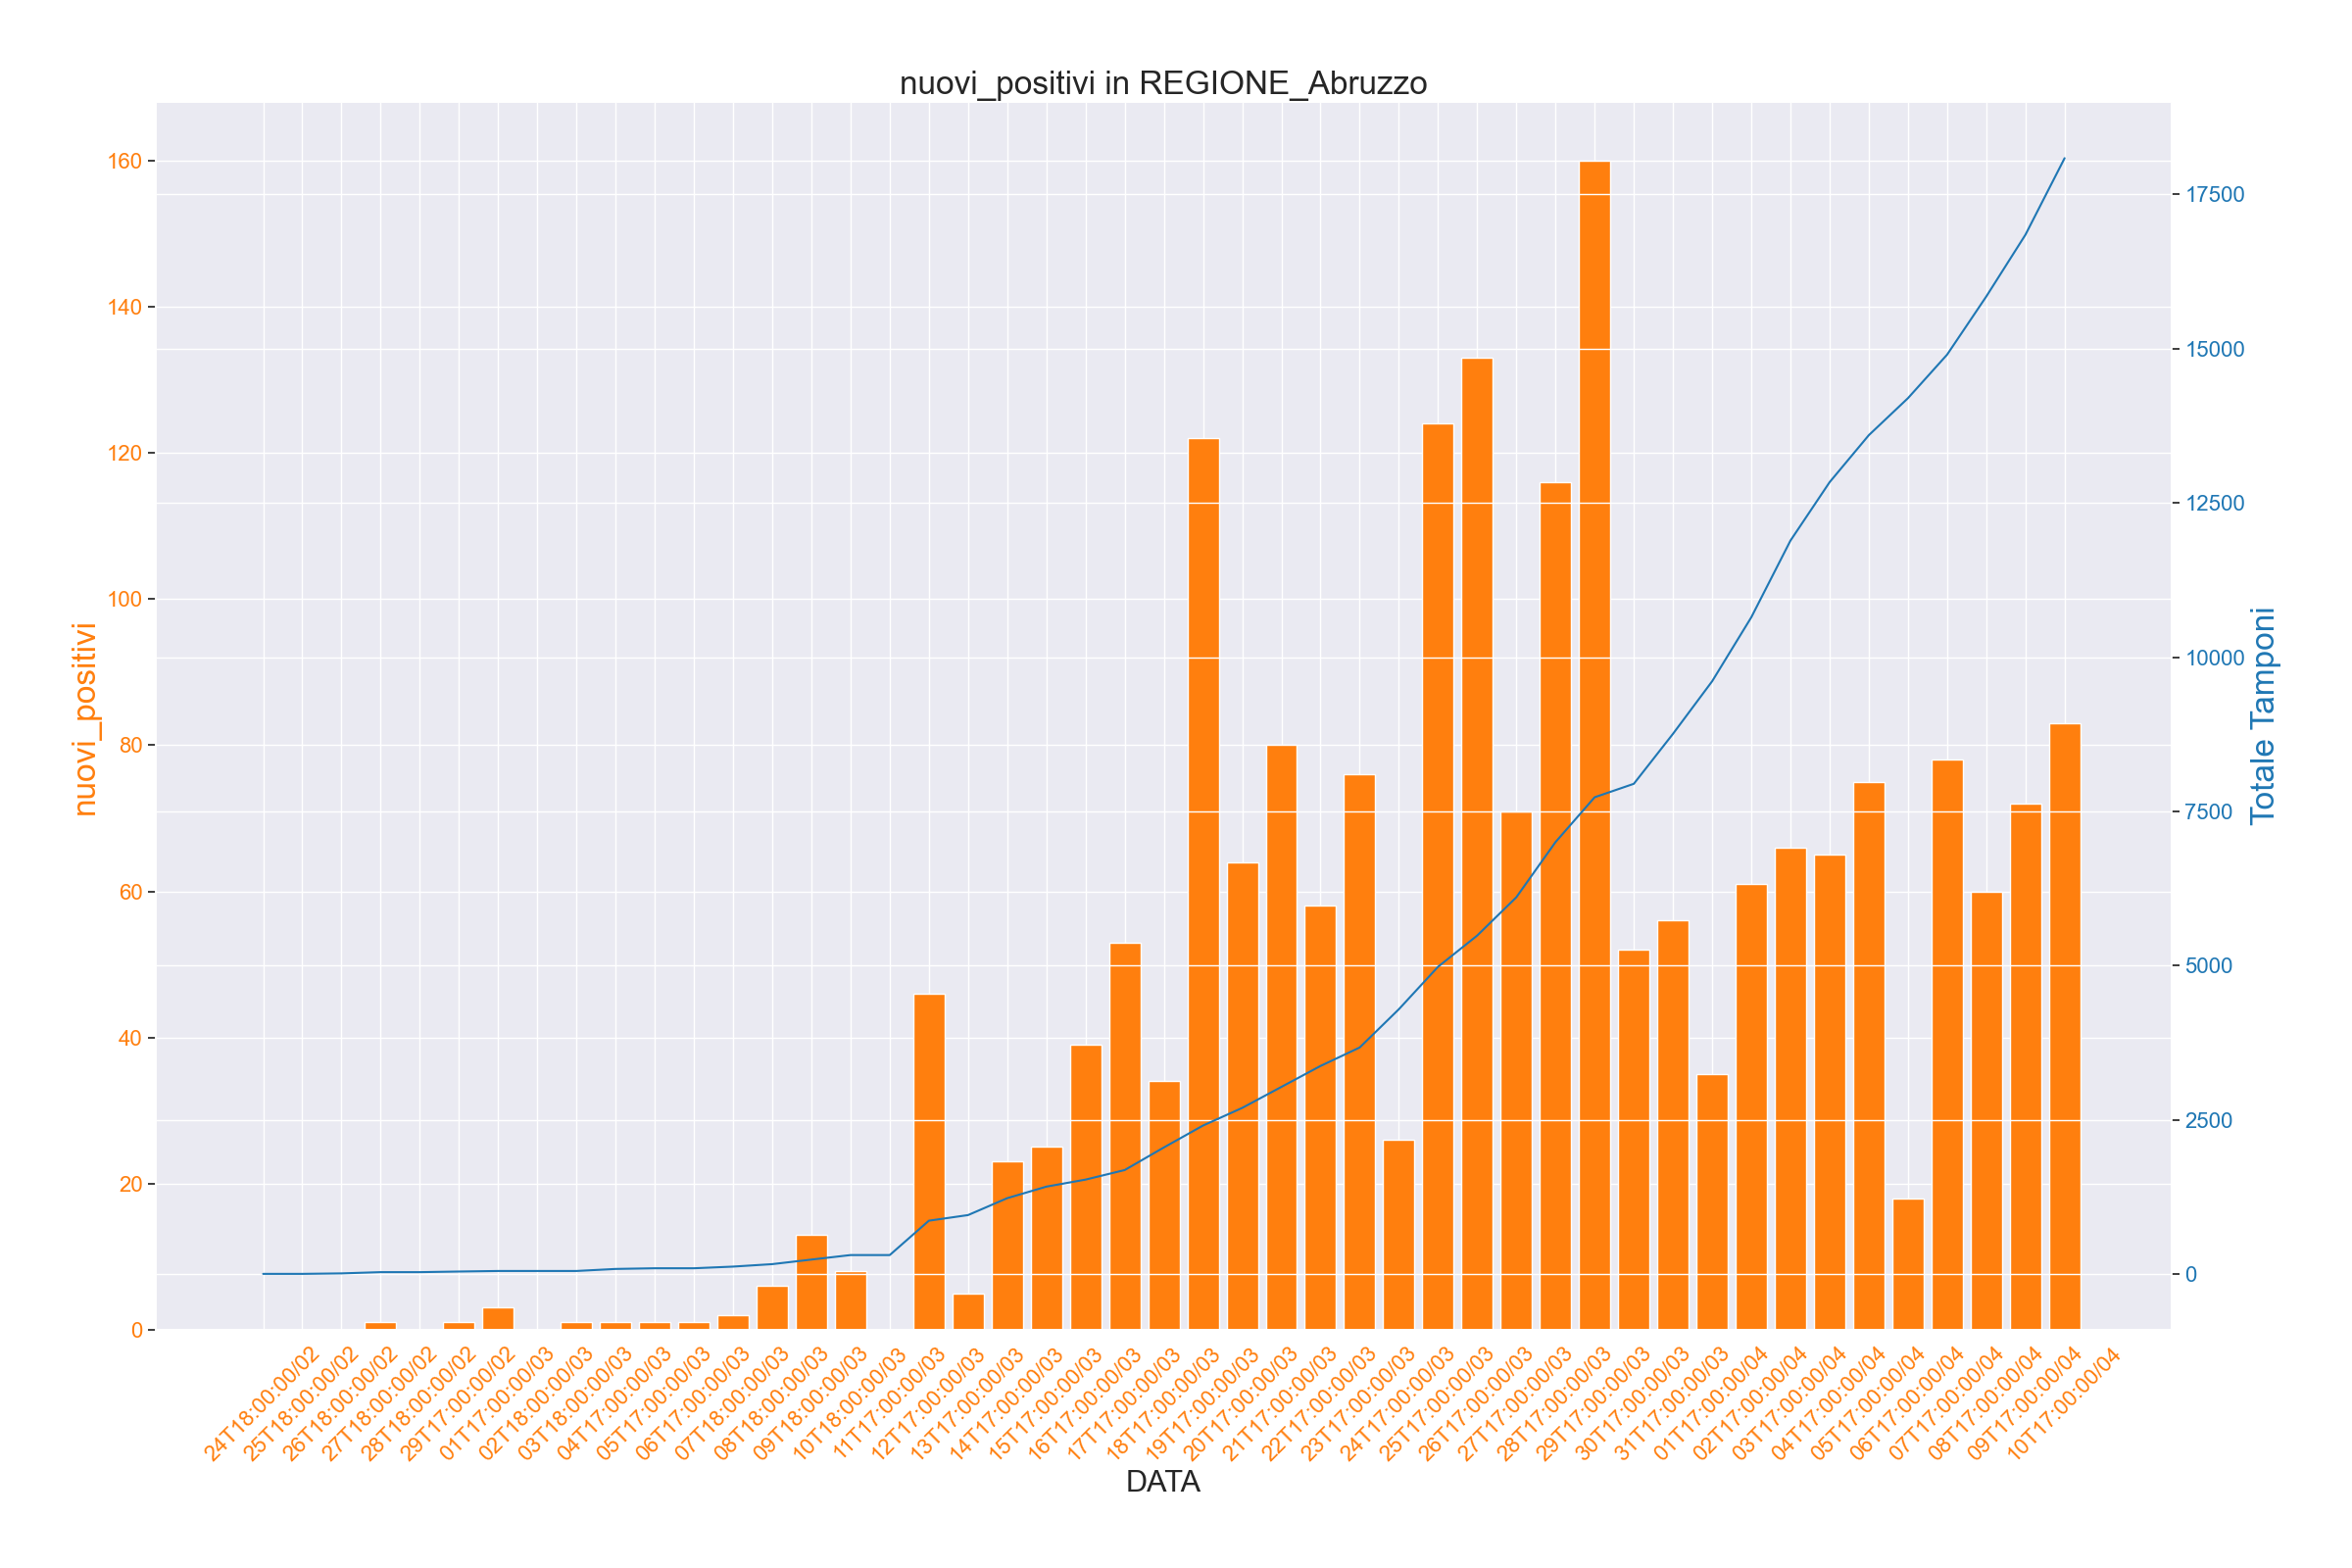 nuovi_positivi in REGIONE_Abruzzo
160
140
120
100
80
60
40
20
0
nuovi_positivi
17500
15000
12500
10000
7500
5000
2500
0
Totale Tamponi
24T18:00:00/02
25T18:00:00/02
26T18:00:00/02
27T18:00:00/02
28T18:00:00/02
29T17:00:00/02
01T17:00:00/03
02T18:00:00/03
03T18:00:00/03
04T17:00:00/03
05T17:00:00/03
06T17:00:00/03
07T18:00:00/03
08T18:00:00/03
09T18:00:00/03
10T18:00:00/03
11T17:00:00/03
12T17:00:00/03
13T17:00:00/03
14T17:00:00/03
15T17:00:00/03
16T17:00:00/03
17T17:00:00/03
18T17:00:00/03
19T17:00:00/03
20T17:00:00/03
21T17:00:00/03
22T17:00:00/03
23T17:00:00/03
24T17:00:00/03
25T17:00:00/03
26T17:00:00/03
27T17:00:00/03
28T17:00:00/03
29T17:00:00/03
30T17:00:00/03
31T17:00:00/03
01T17:00:00/04
02T17:00:00/04
03T17:00:00/04
04T17:00:00/04
05T17:00:00/04
06T17:00:00/04
07T17:00:00/04
08T17:00:00/04
09T17:00:00/04
10T17:00:00/04
DATA